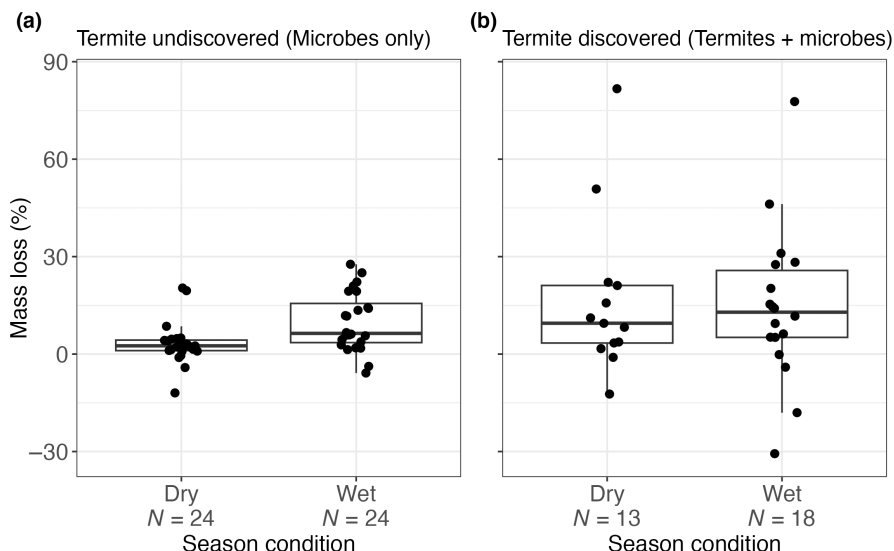 (a)
Termite undiscovered (Microbes only)
Mass loss (%)
90
60
30
0
−30
Dry
N = 24
Wet
N = 24
Season condition
(b)
Termite discovered (Termites + microbes)
Dry
N = 13
Wet
N = 18
Season condition